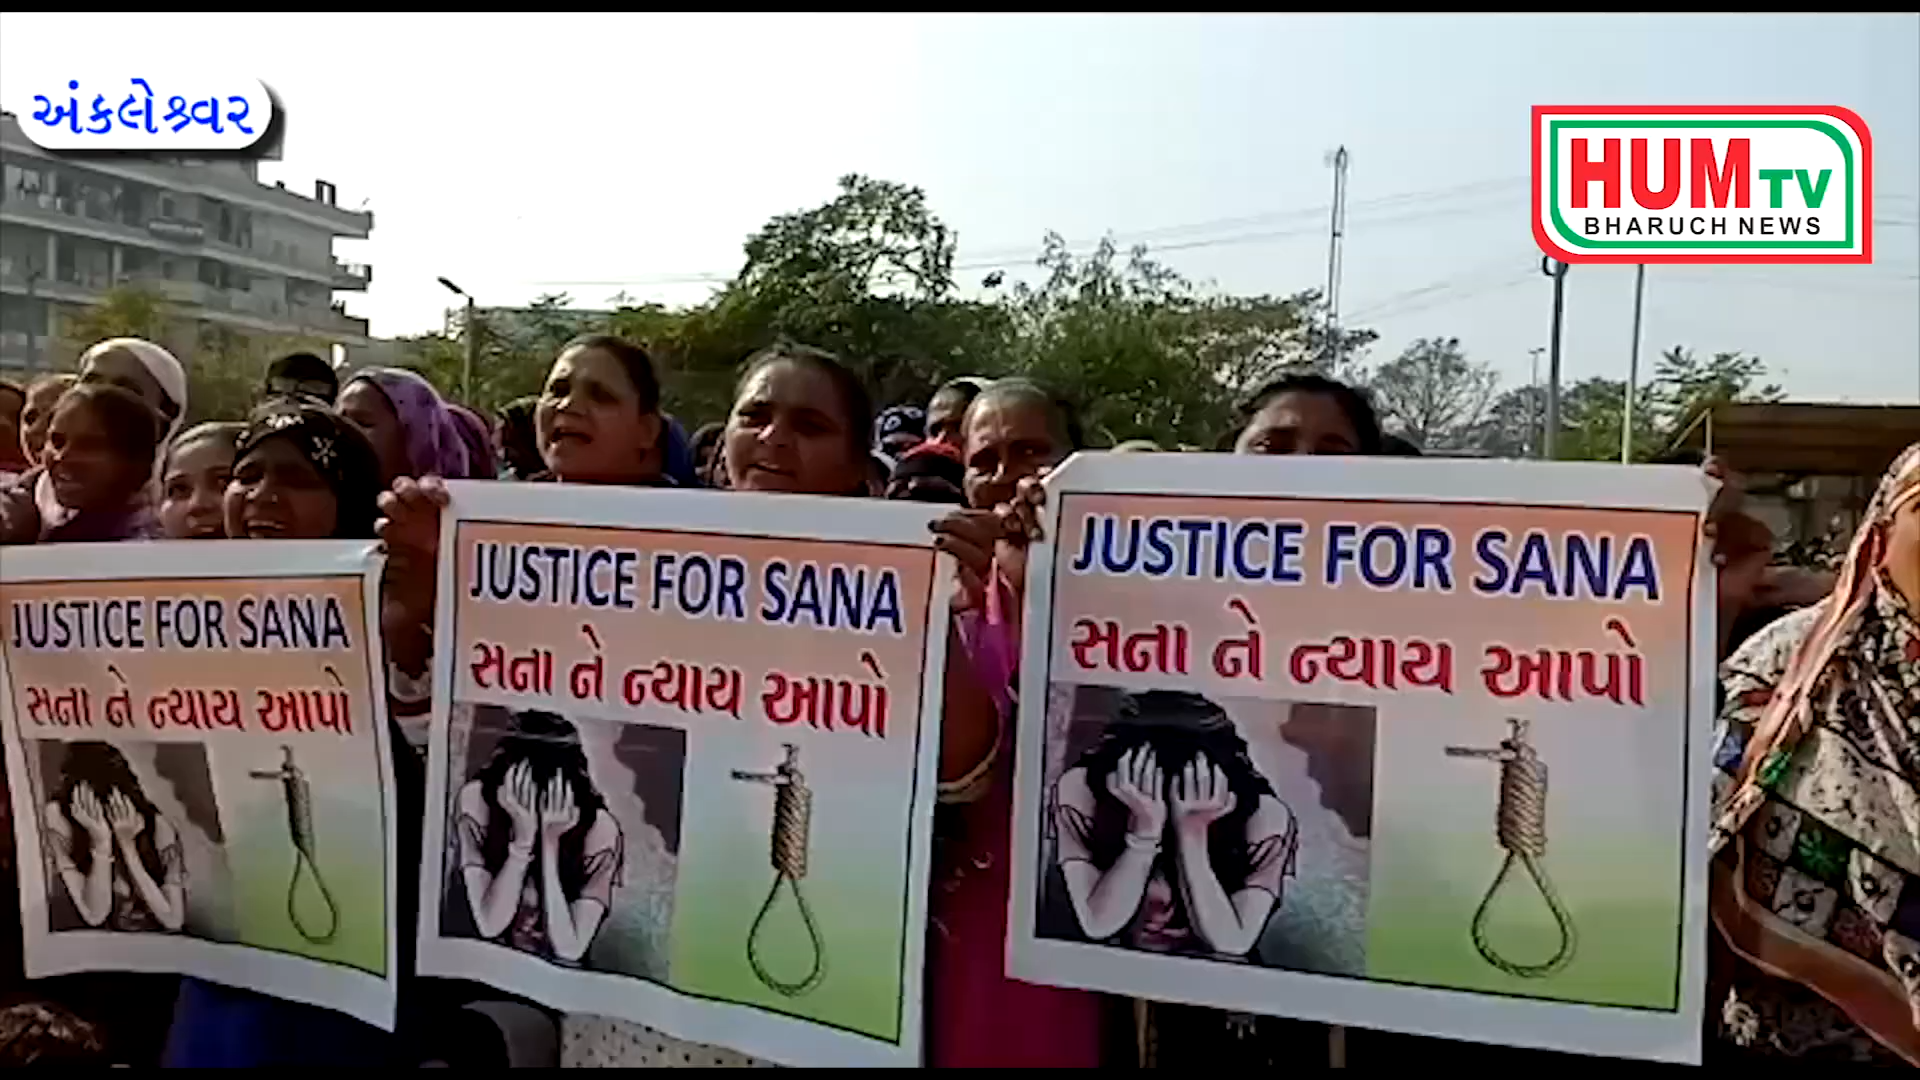 અંકલેશ્વર
HUM TV
BHARUCH NEWS
JUSTICE FOR SANA
સના ને ન્યાય આપો
JUSTICE FOR SANA
સના ને ન્યાય આપો
JUSTICE FOR SANA
સના ને ન્યાય આપો